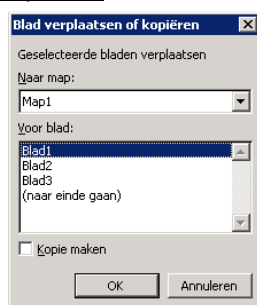 Blad verplaatsen of kopiëren
Geselecteerde bladen verplaatsen
Naar map:
Map1
Voor blad:
Blad1
Blad2
Blad3
(naar einde gaan)
Kopie maken
OK Annuleren